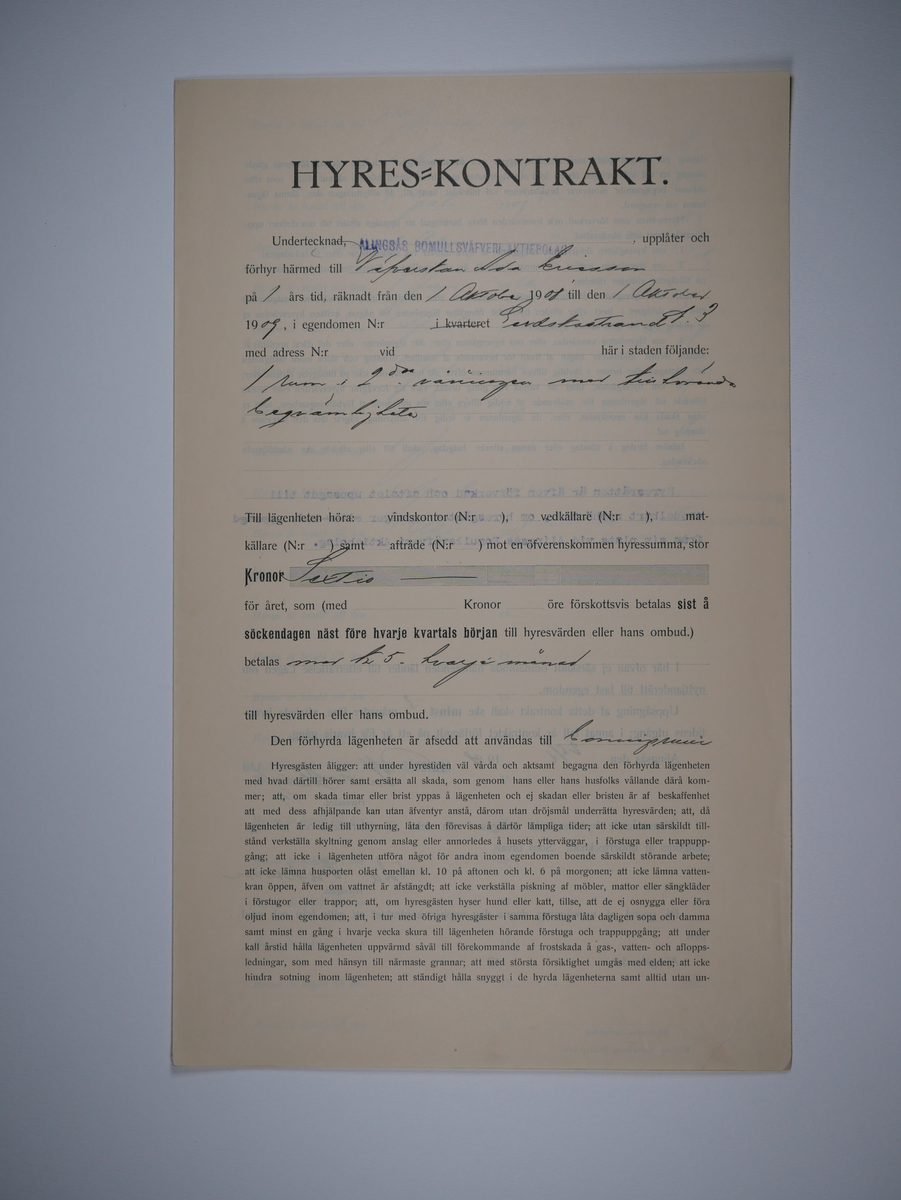 HYRES-KONTRAKT.
Undertecknad, ALINGSÅS BOMULLSVÄFVERI-AKTIEBOLAG, upplåter och
förhyr härmed till Väfverskan Ada Ericsson
på 1 års tid, räknadt från den 1 Oktober 1908 till den 1 Oktober
1909, i egendomen N:r i kvarteret 1. 3
med adress N:r vid här i staden följande:
1 rum i 2dra våningen med tillhörande
beqvämligheter
Till lägenheten höra: vindskontor (N:r ), vedkällare (N:r ), mat-
källare (N:r ) samt afträde (N:r ) mot en öfverenskommen hyressumma, stor
Kronor Sextio
för året, som (med Kronor öre förskottsvis betalas sist å
söckendagen näst före hvarje kvartals början till hyresvärden eller hans ombud.)
betalas med kr 5 - hvarje månad
till hyresvärden eller hans ombud.
Den förhyrda lägenheten är afsedd att användas till boningsrum
Hyresgästen åligger: att under hyrestiden väl vårda och aktsamt begagna den förhyrda lägenheten
med hvad därtill hörer samt ersätta all skada, som genom hans eller hans husfolks vållande därå kom-
mer; att, om skada timar eller brist yppas å lägenheten och ej skadan eller bristen är af beskaffenhet
att med dess afhjälpande kan utan äfventyr anstå, därom utan dröjsmål underrätta hyresvärden; att, då
lägenheten är ledig till uthyrning, låta den förevisas å därför lämpliga tider; att icke utan särskildt till-
stånd verkställa skyltning genom anslag eller annorledes å husets ytterväggar, i förstuga eller trappupp-
gång; att icke i lägenheten utföra något för andra inom egendomen boende särskildt störande arbete;
att icke lämna husporten olåst emellan kl. 10 på aftonen och kl. 6 på morgonen; att icke lämna vatten-
kran öppen, äfven om vattnet är afstängdt; att icke verkställa piskning af möbler, mattor eller sängkläder
i förstugor eller trappor; att, om hyresgästen hyser hund eller katt, tillse, att de ej osnygga eller föra
oljud inom egendomen; att, i tur med öfriga hyresgäster i samma förstuga låta dagligen sopa och damma
samt minst en gång i hvarje vecka skura till lägenheten hörande förstuga och trappuppgång; att under
kall årstid hålla lägenheten uppvärmd såväl till förekommande af frostskada å gas-, vatten- och aflopps-
ledningar, som med hänsyn till närmaste grannar; att med största försiktighet umgås med elden; att icke
hindra sotning inom lägenheten; att ständigt hålla snyggt i de hyrda lägenheterna samt alltid utan un-